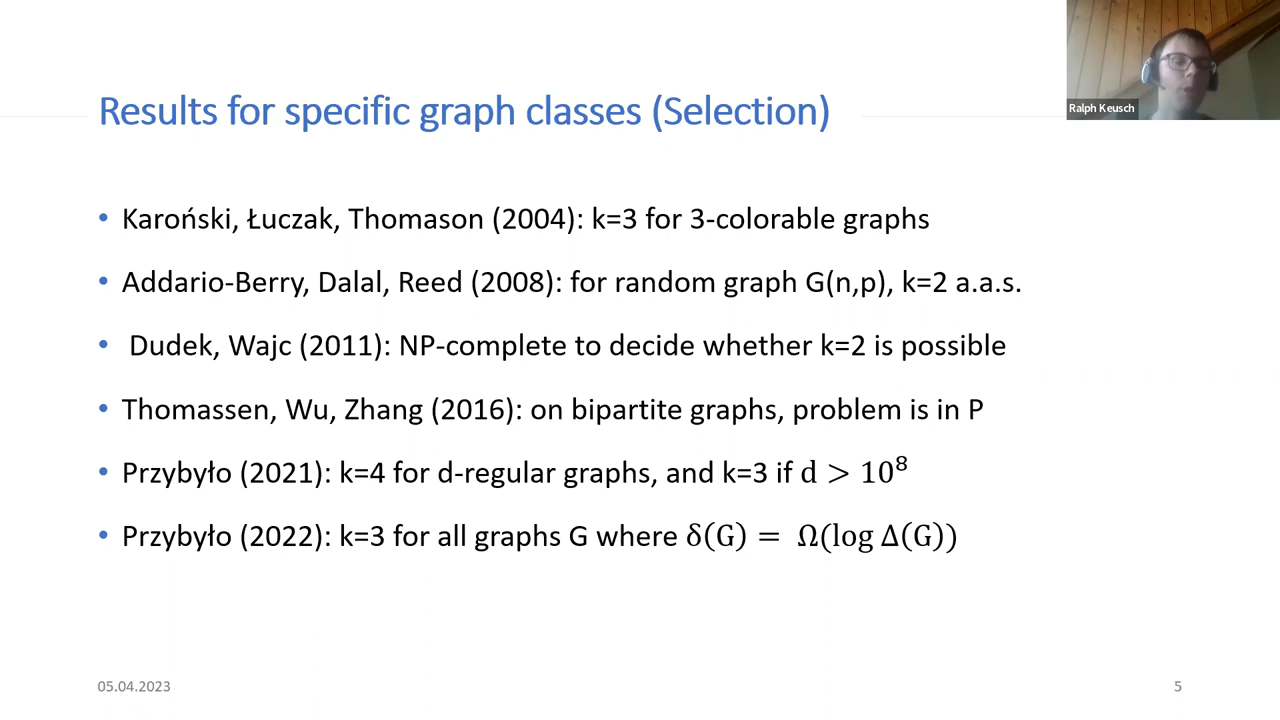 Ralph Keusch
Results for specific graph classes (Selection)
• Karoński, Łuczak, Thomason (2004): k=3 for 3-colorable graphs
• Addario-Berry, Dalal, Reed (2008): for random graph G(n,p), k=2 a.a.s.
• Dudek, Wajc (2011): NP-complete to decide whether k=2 is possible
• Thomassen, Wu, Zhang (2016): on bipartite graphs, problem is in P
• Przybyło (2021): k=4 for d-regular graphs, and k=3 if d > 10⁸
• Przybyło (2022): k=3 for all graphs G where δ(G) = Ω(log Δ(G))
05.04.2023
5